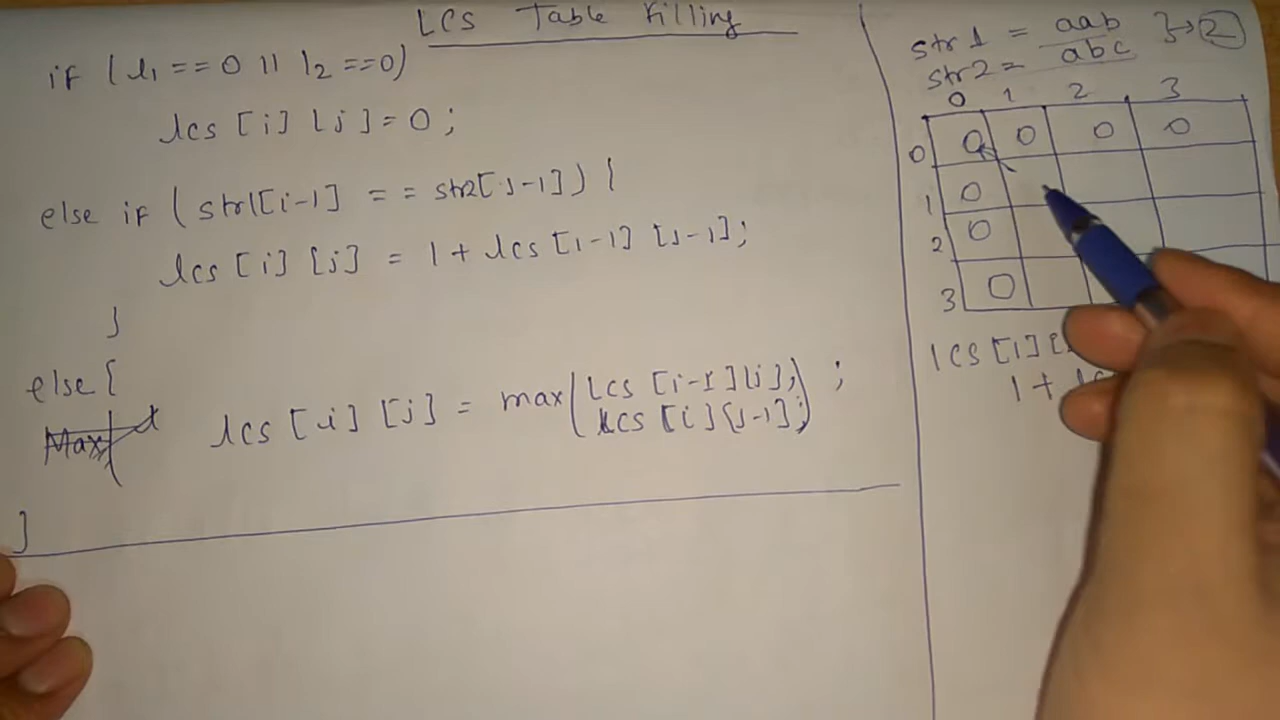 LCS Table Filling
if (l1 == 0 || l2 == 0)
lcs [i] [j] = 0 ;
else if ( str1[i-1] == str2[j-1] ) {
lcs [i] [j] = 1 + lcs [i-1] [j-1];
}
else {
Max
lcs [i] [j] = max( lcs [i-1][j],
lcs [i][j-1]; ) ;
}
str1 = aab } → 2
str2 = abc
0 1 2 3
0 0 0 0 0
1 0
2 0
3 0
lcs [1] [
1 +